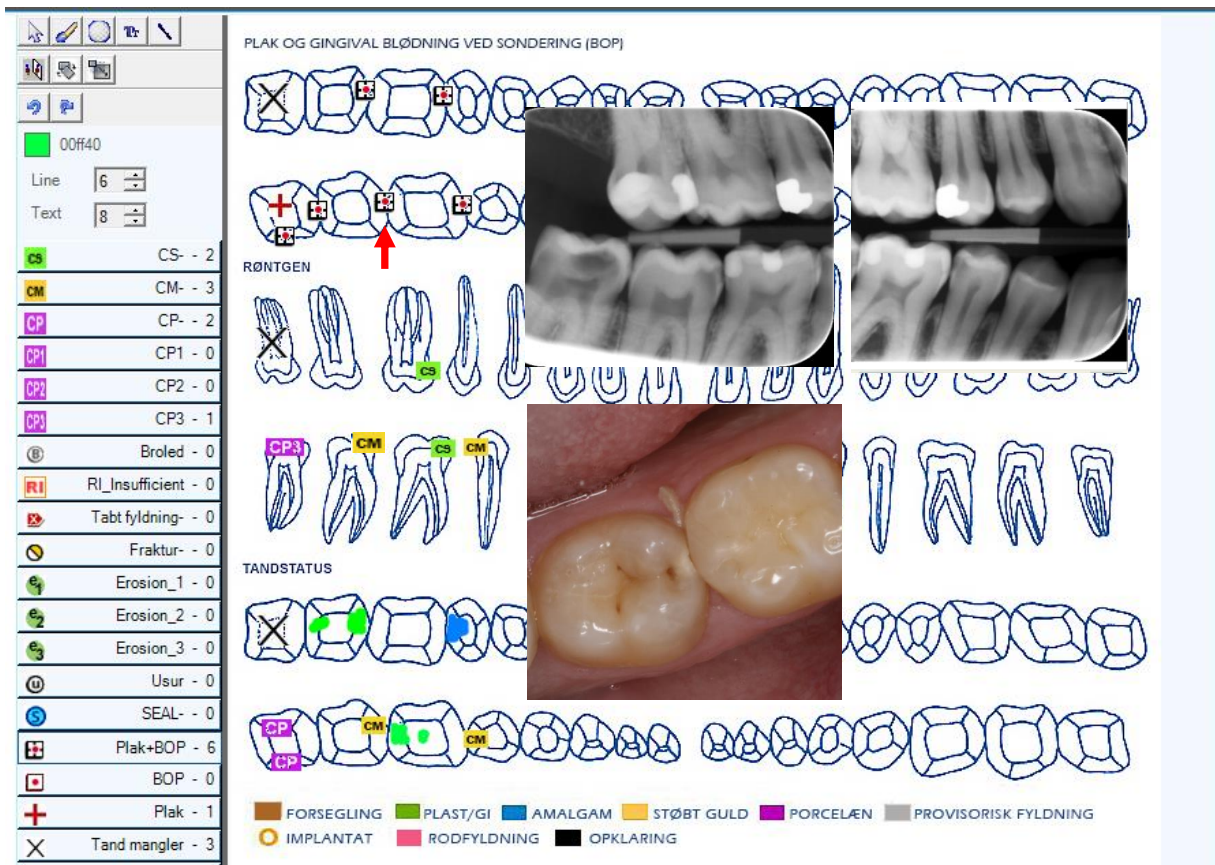 Tr
00ff40
Line 6
Text 8
CS CS- - 2
CM CM- - 3
CP CP- - 2
CP1 CP1 - 0
CP2 CP2 - 0
CP3 CP3 - 1
B Broled - 0
RI RI_Insufficient - 0
Tabt fyldning- - 0
Fraktur- - 0
e1 Erosion_1 - 0
e2 Erosion_2 - 0
e3 Erosion_3 - 0
u Usur - 0
S SEAL- - 0
Plak+BOP - 6
BOP - 0
Plak - 1
Tand mangler - 3
PLAK OG GINGIVAL BLØDNING VED SONDERING (BOP)
RØNTGEN
CS
CP3 CM CS CM
TANDSTATUS
CP CM CM
CP
FORSEGLING PLAST/GI AMALGAM STØBT GULD PORCELÆN PROVISORISK FYLDNING
IMPLANTAT RODFYLDNING OPKLARING